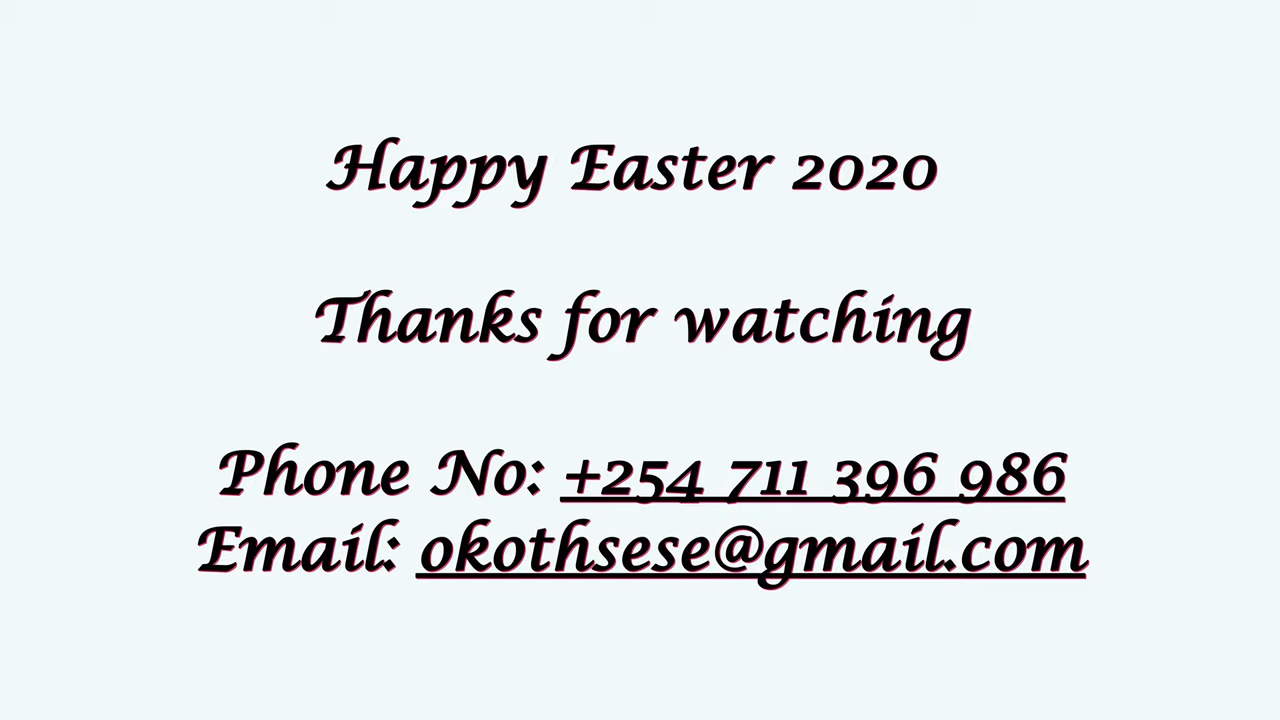 Happy Easter 2020
Thanks for watching
Phone No: +254 711 396 986
Email: okothsese@gmail.com